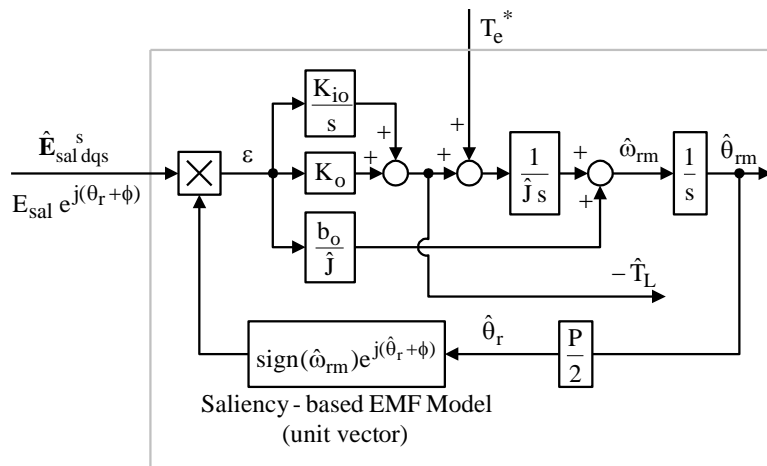 T_e^*
K_io / s
Ê_sal dqs^s
ε
K_o
E_sal e^j(θ_r + ϕ)
+
+
+
+
+
1 / Ĵ s
+
ω̂_rm
1 / s
θ̂_rm
b_o / Ĵ
− T̂_L
sign(ω̂_rm)e^j(θ̂_r + ϕ)
θ̂_r
P / 2
Saliency - based EMF Model
(unit vector)